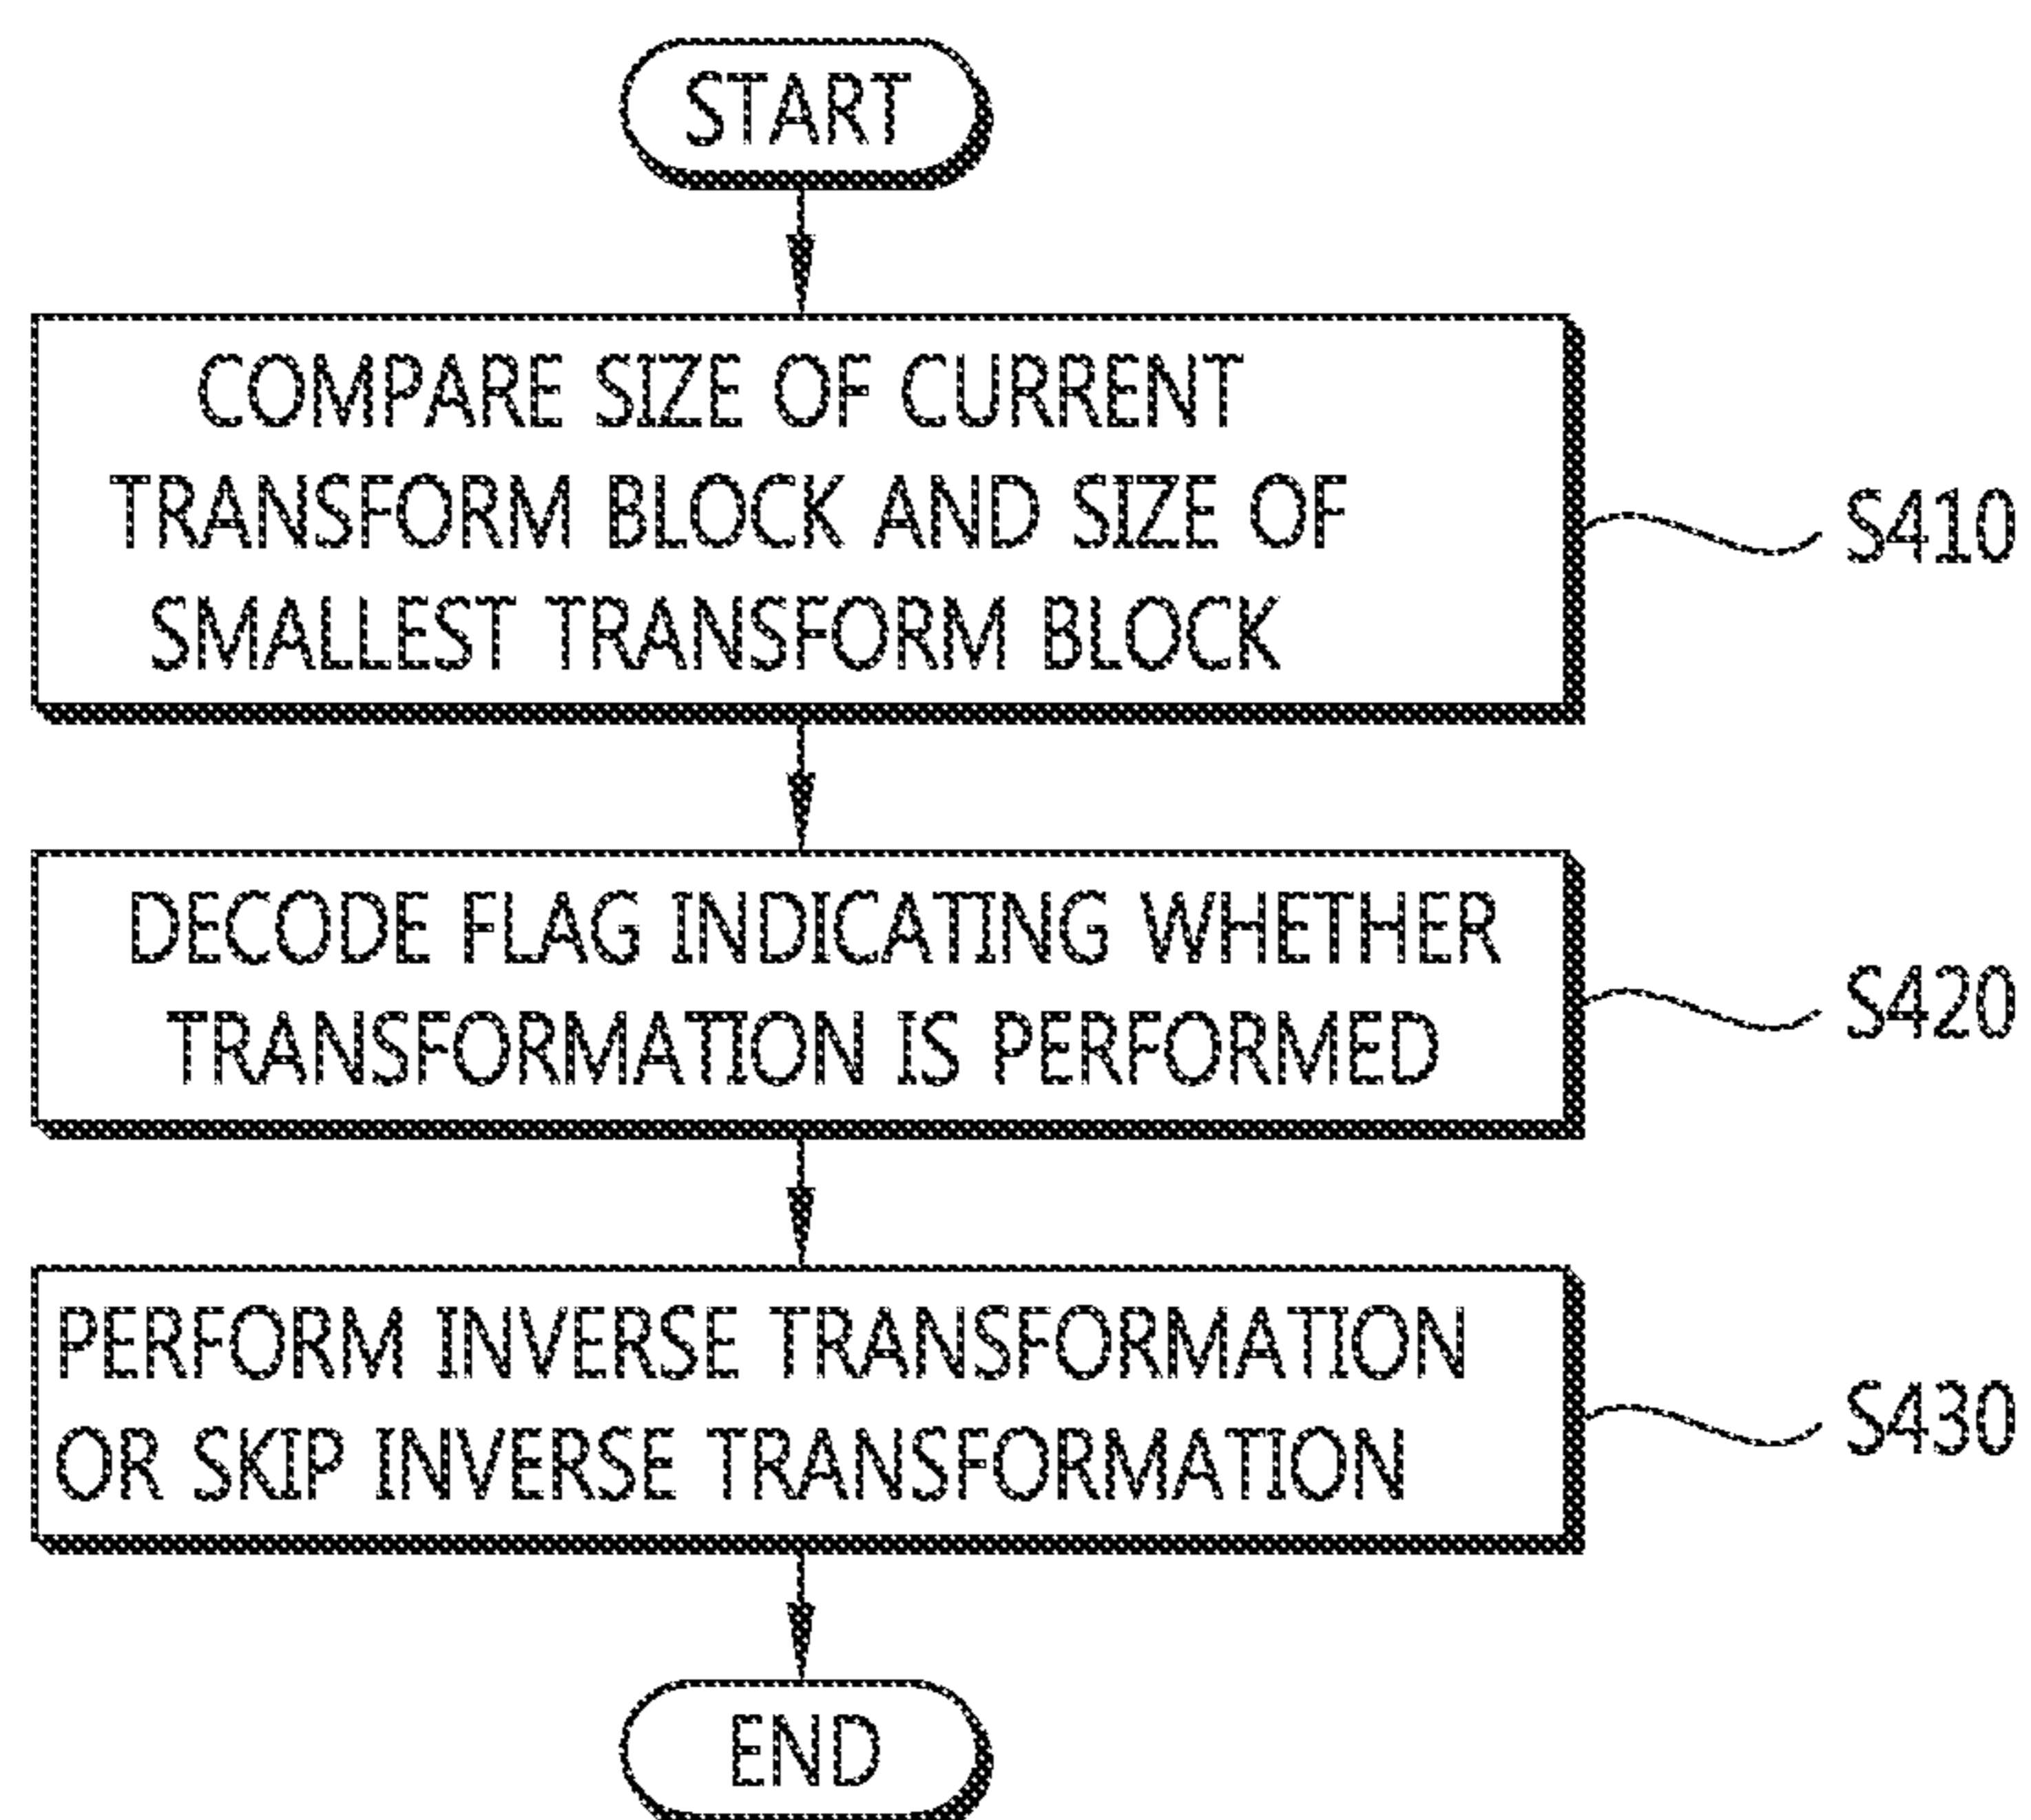 START
COMPARE SIZE OF CURRENT
TRANSFORM BLOCK AND SIZE OF
SMALLEST TRANSFORM BLOCK
S410
DECODE FLAG INDICATING WHETHER
TRANSFORMATION IS PERFORMED
S420
PERFORM INVERSE TRANSFORMATION
OR SKIP INVERSE TRANSFORMATION
S430
END